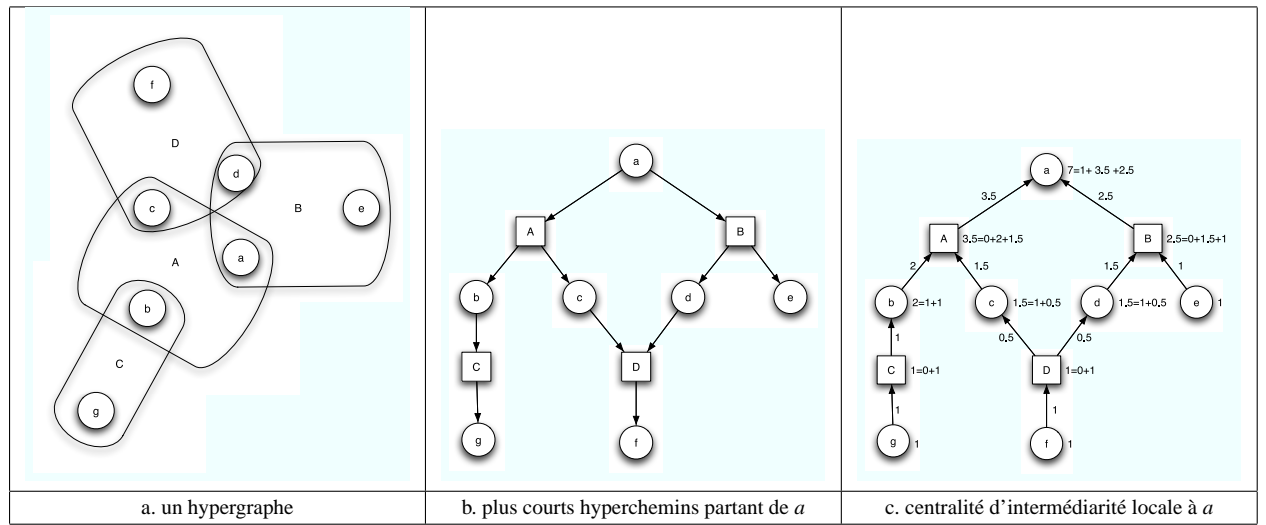 f
D
d
c
B
e
A
a
b
C
g
a
A
B
b
c
d
e
C
D
g
f
a 7=1+ 3.5 +2.5
3.5
2.5
A 3.5=0+2+1.5
B 2.5=0+1.5+1
2
1.5
1.5
1
b 2=1+1
c 1.5=1+0.5
d 1.5=1+0.5
e 1
1
0.5
0.5
C 1=0+1
D 1=0+1
1
1
g 1
f 1
a. un hypergraphe
b. plus courts hyperchemins partant de a
c. centralité d'intermédiarité locale à a